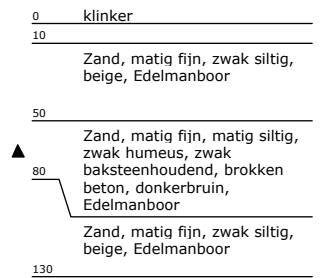 0 klinker
10
Zand, matig fijn, zwak siltig,
beige, Edelmanboor
50
Zand, matig fijn, matig siltig,
zwak humeus, zwak
baksteenhoudend, brokken
80
beton, donkerbruin,
Edelmanboor
Zand, matig fijn, zwak siltig,
beige, Edelmanboor
130